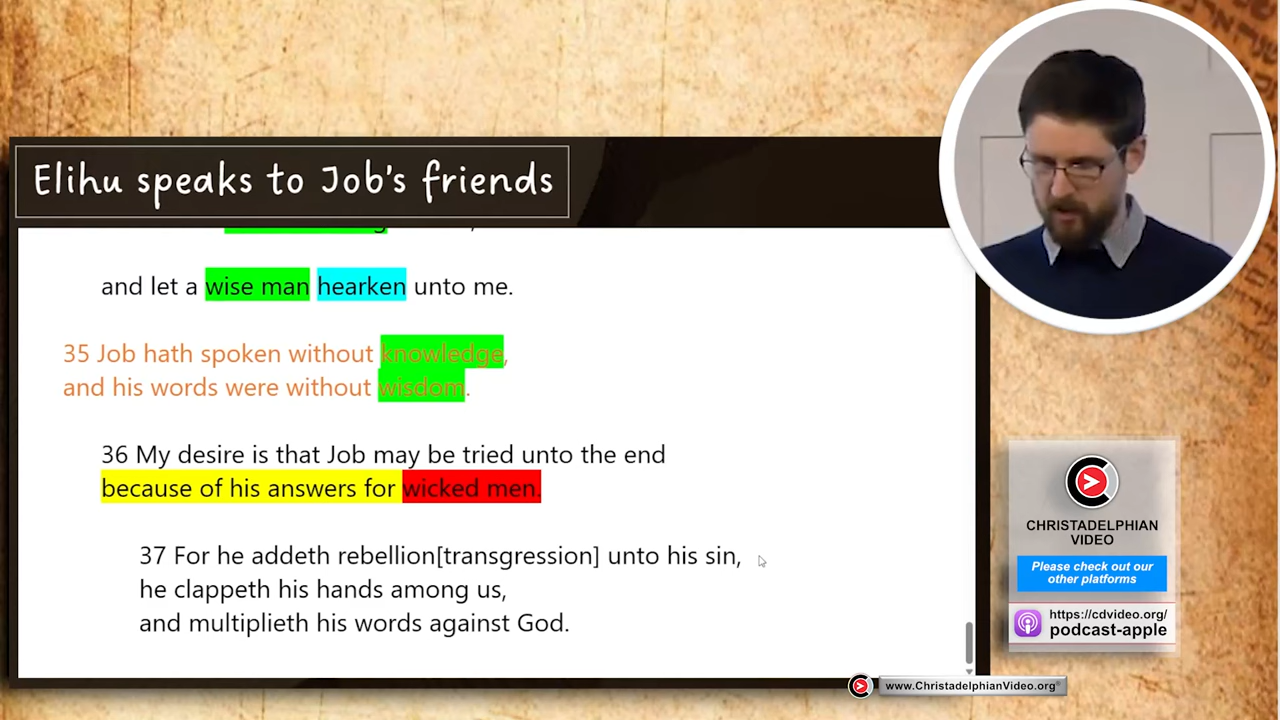 Elihu speaks to Job's friends
and let a wise man hearken unto me.
35 Job hath spoken without knowledge,
and his words were without wisdom.
36 My desire is that Job may be tried unto the end
because of his answers for wicked men.
37 For he addeth rebellion[transgression] unto his sin,
he clappeth his hands among us,
and multiplieth his words against God.
CHRISTADELPHIAN
VIDEO
Please check out our
other platforms
https://cdvideo.org/
podcast-apple
www.ChristadelphianVideo.org